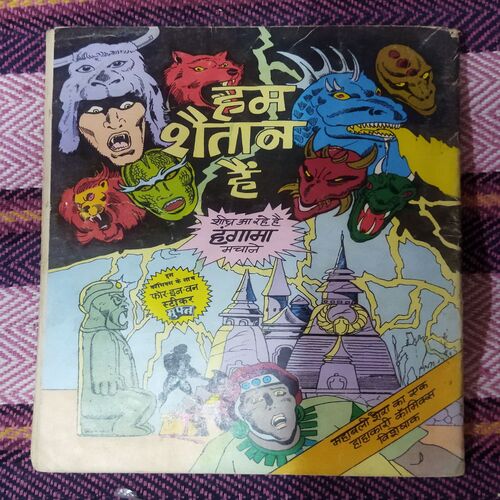 हम
शैतान
हैं
शीघ्र आ रहे है
हंगामा
मचाने
इस
कॉमिक्स के साथ
फोर-इन-वन
स्टीकर
मुफ्त
महाबली शेरा का एक
हाहाकारी कॉमिक्स
विशेषांक